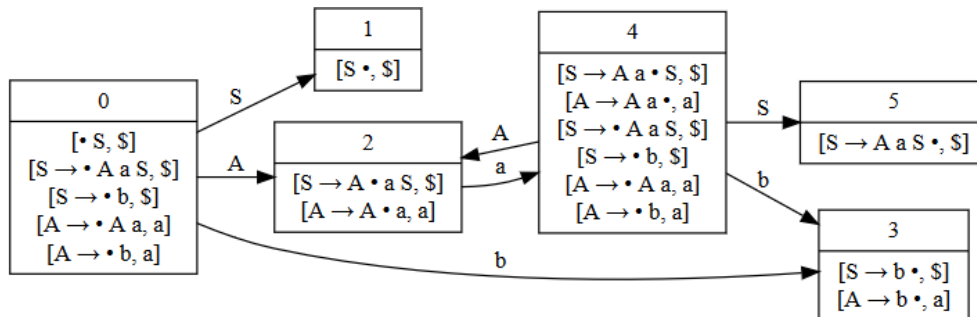 0
[• S, $]
[S → • A a S, $]
[S → • b, $]
[A → • A a, a]
[A → • b, a]
S
A
b
1
[S •, $]
2
[S → A • a S, $]
[A → A • a, a]
A
a
4
[S → A a • S, $]
[A → A a •, a]
[S → • A a S, $]
[S → • b, $]
[A → • A a, a]
[A → • b, a]
S
b
5
[S → A a S •, $]
3
[S → b •, $]
[A → b •, a]